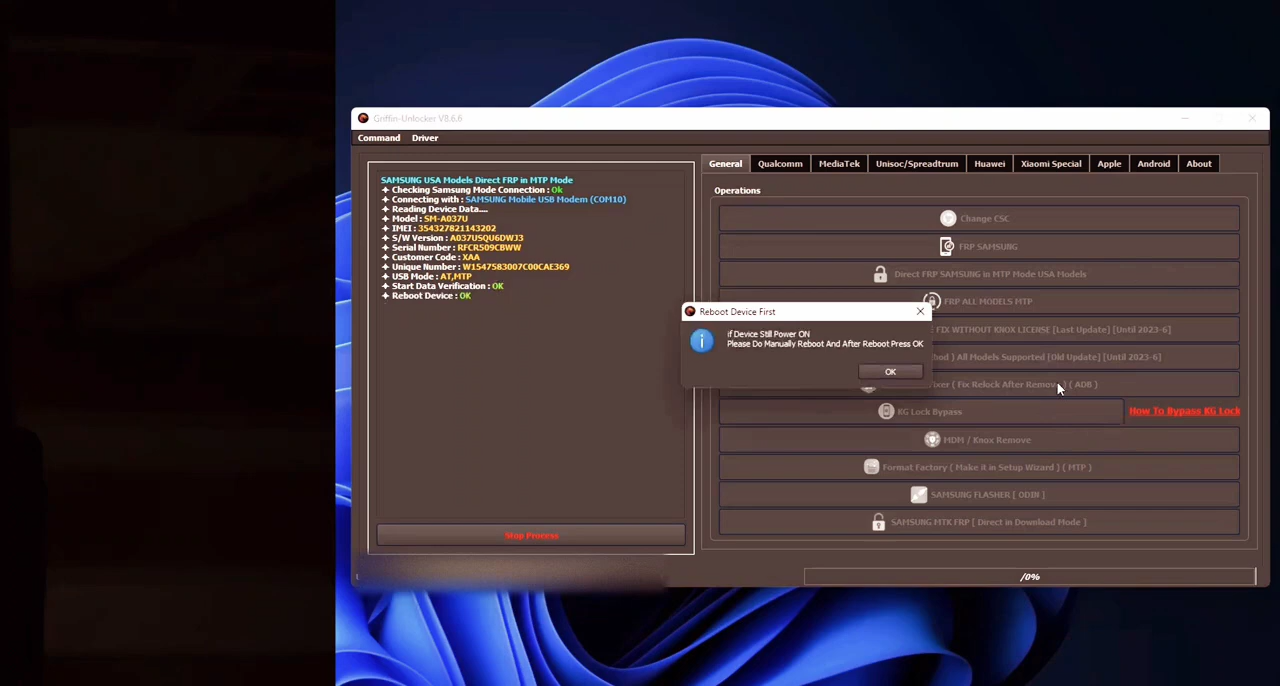 Griffin-Unlocker V8.6.6
Command Driver
SAMSUNG USA Models Direct FRP in MTP Mode
Checking Samsung Mode Connection : Ok
Connecting with : SAMSUNG Mobile USB Modem (COM10)
Reading Device Data....
Model : SM-A037U
IMEI : 354327821143202
S/W Version : A037USQU6DWJ3
Serial Number : RFCR509CBWW
Customer Code : XAA
Unique Number : W1547583007C00CAE369
USB Mode : AT,MTP
Start Data Verification : OK
Reboot Device : OK
Stop Process
General Qualcomm MediaTek Unisoc/Spreadtrum Huawei Xiaomi Special Apple Android About
Operations
Change CSC
FRP SAMSUNG
Direct FRP SAMSUNG in MTP Mode USA Models
FRP ALL MODELS MTP
FIX WITHOUT KNOX LICENSE [Last Update] [Until 2023-6]
) All Models Supported [Old Update] [Until 2023-6]
( Fix Relock After Remove ) ( ADB )
KG Lock Bypass How To Bypass KG Lock
MDM / Knox Remove
Format Factory ( Make it in Setup Wizard ) ( MTP )
SAMSUNG FLASHER [ ODIN ]
SAMSUNG MTK FRP [ Direct in Download Mode ]
Reboot Device First
if Device Still Power ON
Please Do Manually Reboot And After Reboot Press OK
OK
/0%